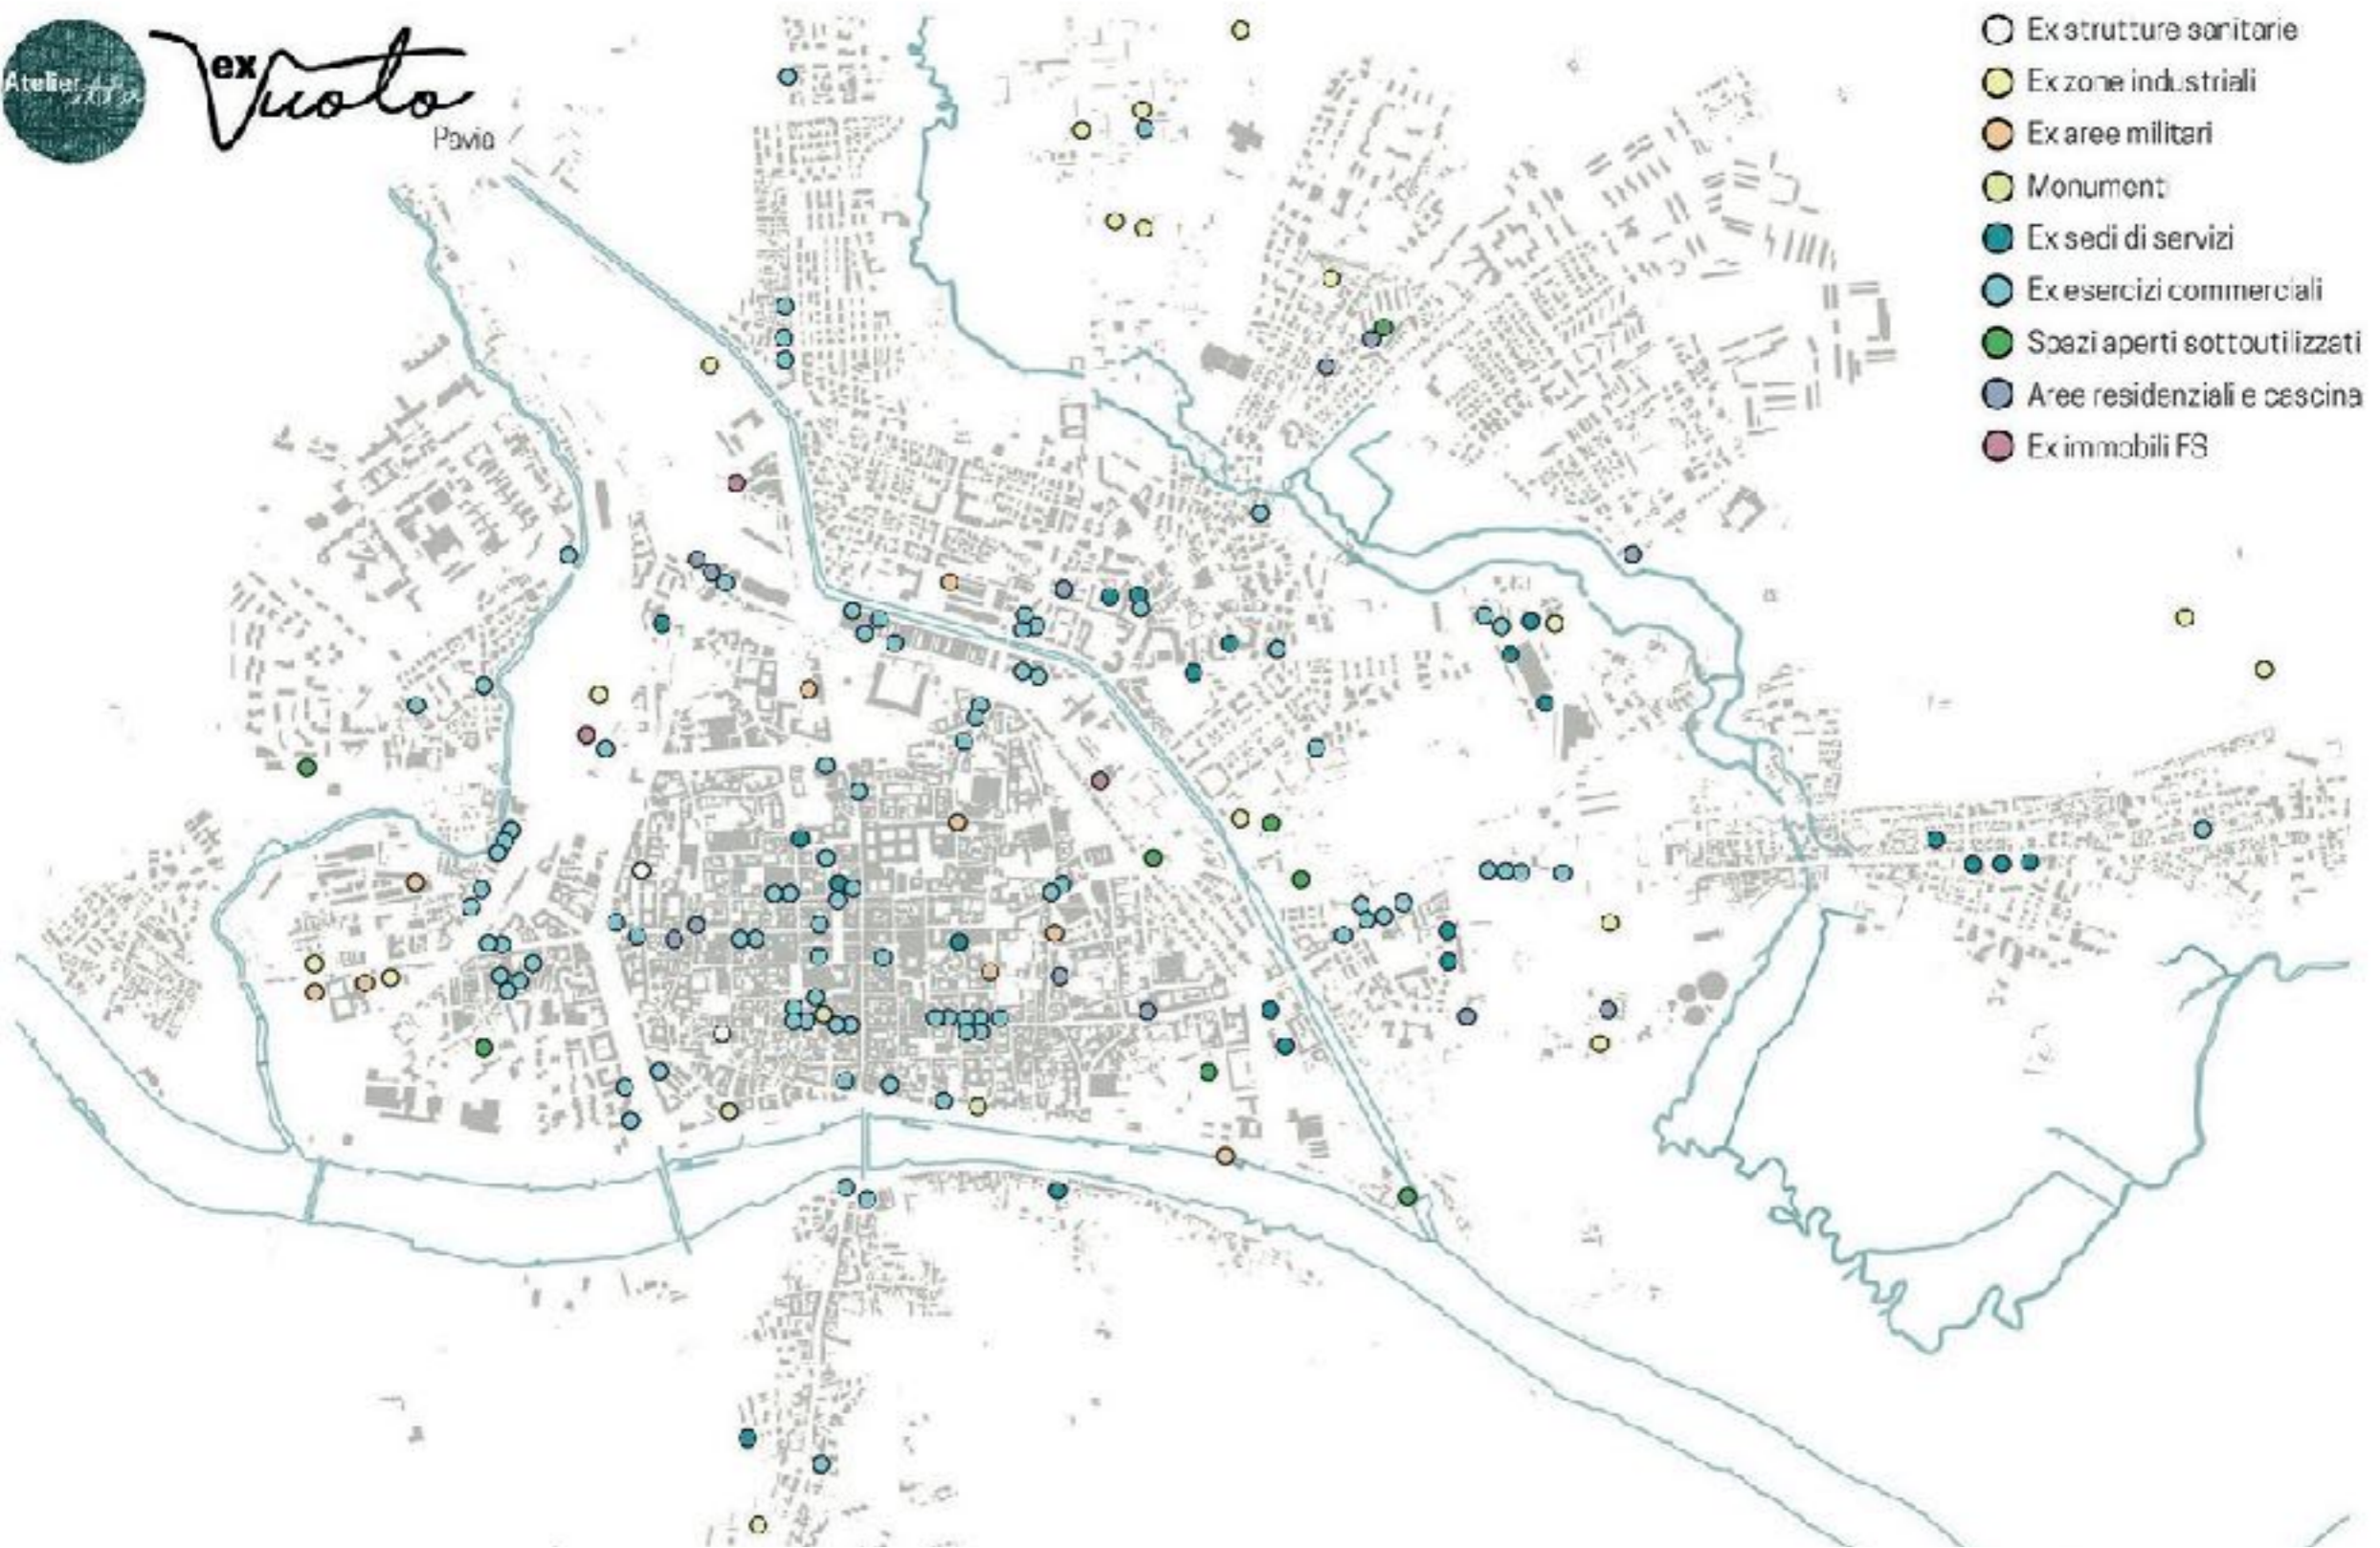 Atelier
ex
Vuoto
Pavia
Ex strutture sanitarie
Ex zone industriali
Ex aree militari
Monumenti
Ex sedi di servizi
Ex esercizi commerciali
Spazi aperti sottoutilizzati
Aree residenziali e cascina
Ex immobili FS